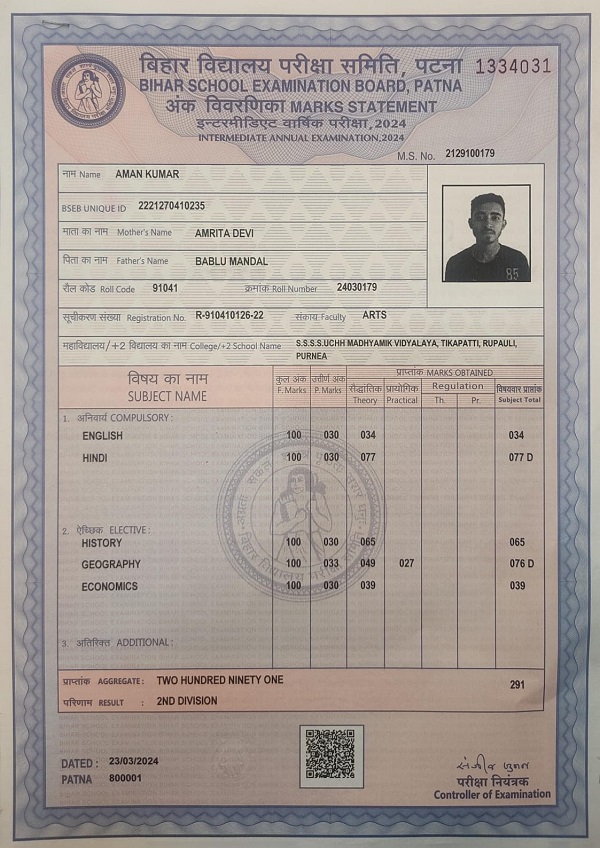 बिहार विद्यालय परीक्षा समिति, पटना 1334031
BIHAR SCHOOL EXAMINATION BOARD, PATNA
अंक विवरणिका MARKS STATEMENT
इन्टरमीडिएट वार्षिक परीक्षा,2024
INTERMEDIATE ANNUAL EXAMINATION,2024
M.S. No. 2129100179
नाम Name AMAN KUMAR
BSEB UNIQUE ID 2221270410235
माता का नाम Mother's Name AMRITA DEVI
पिता का नाम Father's Name BABLU MANDAL
रौल कोड Roll Code 91041 क्रमांक Roll Number 24030179
सूचीकरण संख्या Registration No. R-910410126-22 संकाय Faculty ARTS
महाविद्यालय/+2 विद्यालय का नाम College/+2 School Name S.S.S.S.UCHH MADHYAMIK VIDYALAYA, TIKAPATTI, RUPAULI,
PURNEA
85
विषय का नाम कुल अंक उत्तीर्ण अंक प्राप्तांक MARKS OBTAINED
SUBJECT NAME F. Marks P. Marks सैद्धांतिक Theory प्रायोगिक Practical Regulation Th. Pr. विषयवार प्राप्तांक Subject Total
1. अनिवार्य COMPULSORY :
ENGLISH 100 030 034 034
HINDI 100 030 077 077 D
2. ऐच्छिक ELECTIVE :
HISTORY 100 030 065 065
GEOGRAPHY 100 033 049 027 076 D
ECONOMICS 100 030 039 039
3. अतिरिक्त ADDITIONAL:
प्राप्तांक AGGREGATE : TWO HUNDRED NINETY ONE 291
परिणाम RESULT : 2ND DIVISION
DATED : 23/03/2024
PATNA 800001
परीक्षा नियंत्रक
Controller of Examination